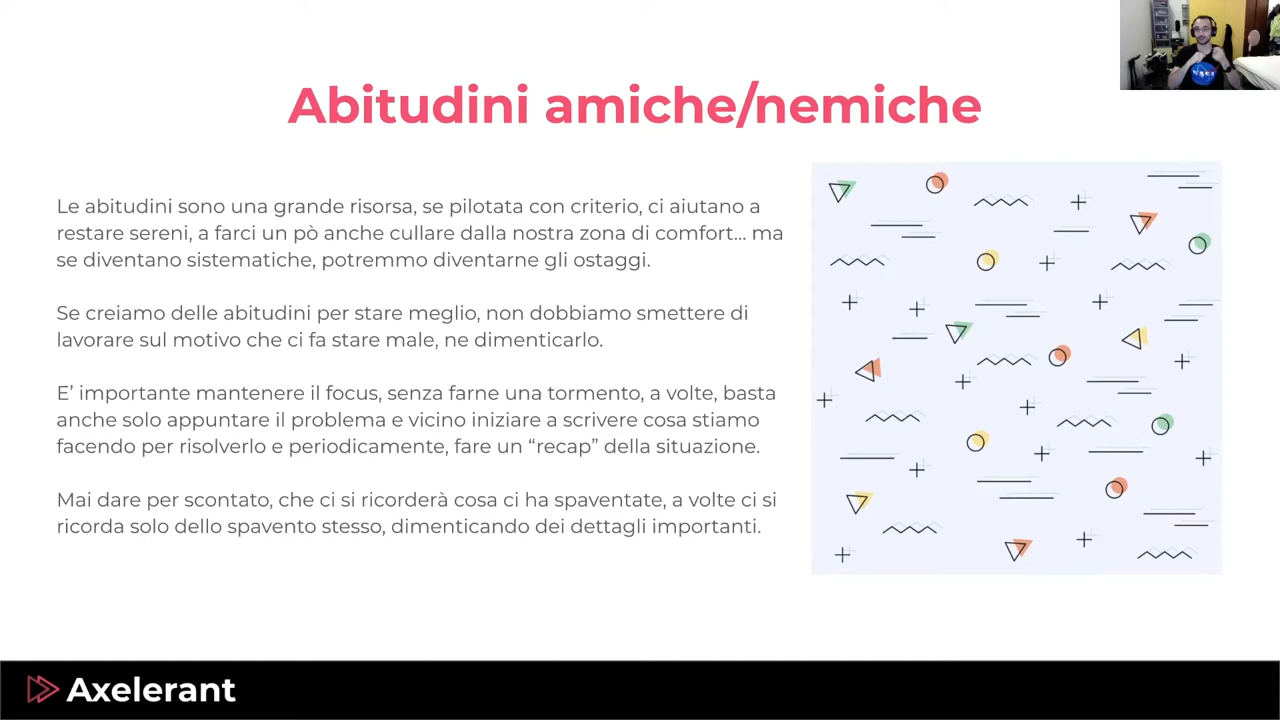 Abitudini amiche/nemiche
Le abitudini sono una grande risorsa, se pilotata con criterio, ci aiutano a
restare sereni, a farci un pò anche cullare dalla nostra zona di comfort... ma
se diventano sistematiche, potremmo diventarne gli ostaggi.
Se creiamo delle abitudini per stare meglio, non dobbiamo smettere di
lavorare sul motivo che ci fa stare male, ne dimenticarlo.
E’ importante mantenere il focus, senza farne una tormento, a volte, basta
anche solo appuntare il problema e vicino iniziare a scrivere cosa stiamo
facendo per risolverlo e periodicamente, fare un “recap” della situazione.
Mai dare per scontato, che ci si ricorderà cosa ci ha spaventate, a volte ci si
ricorda solo dello spavento stesso, dimenticando dei dettagli importanti.
Axelerant